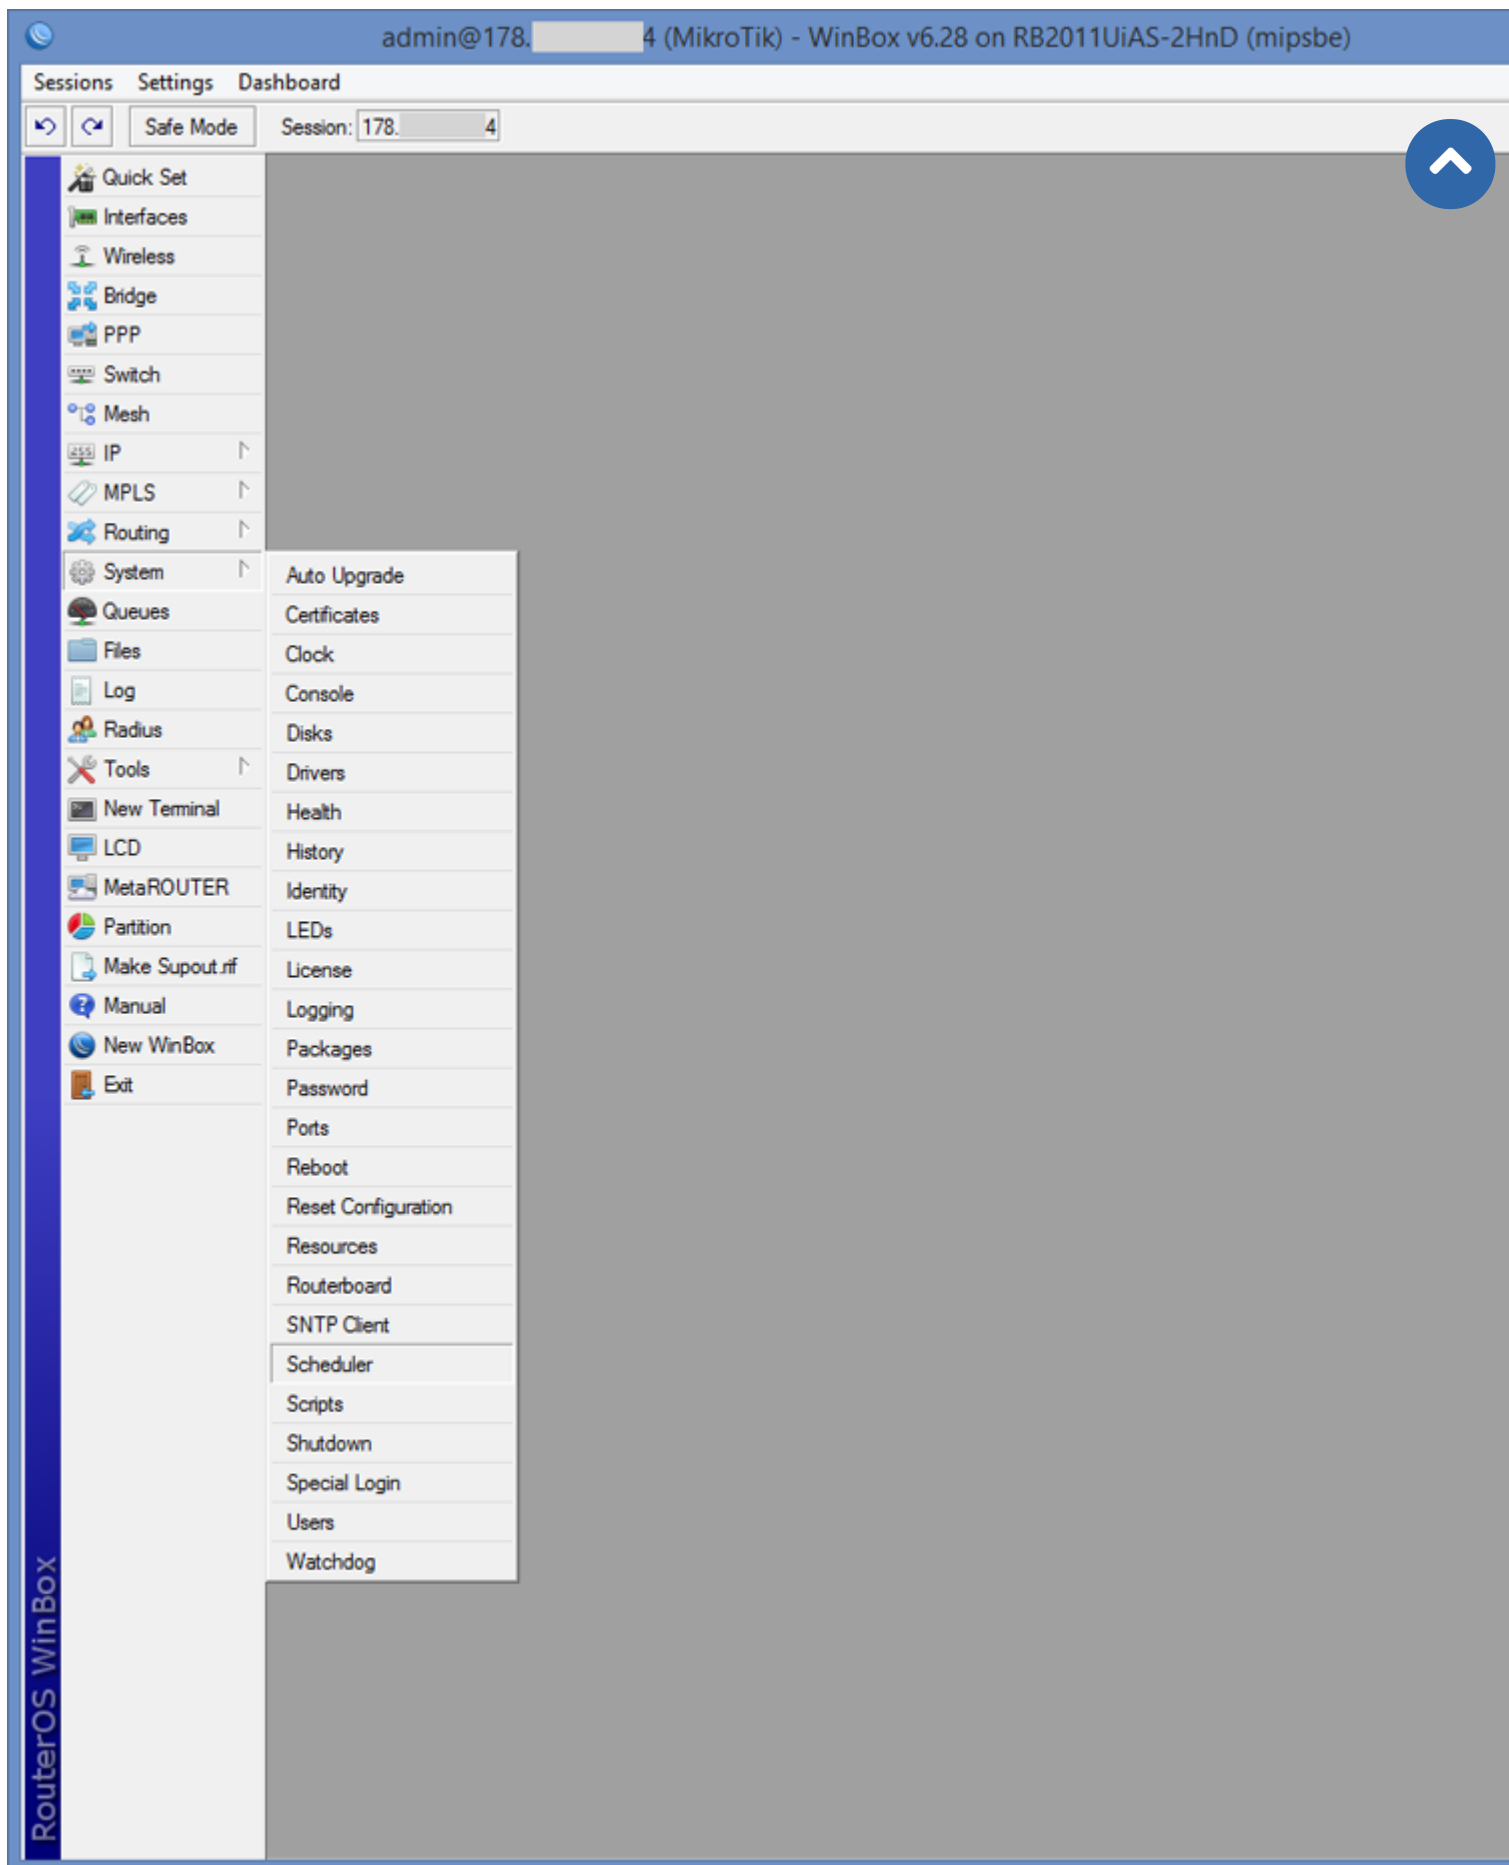 admin@178. 4 (MikroTik) - WinBox v6.28 on RB2011UiAS-2HnD (mipsbe)
Sessions Settings Dashboard
Safe Mode Session: 178. 4
Quick Set
Interfaces
Wireless
Bridge
PPP
Switch
Mesh
IP
MPLS
Routing
System
Queues
Files
Log
Radius
Tools
New Terminal
LCD
MetaROUTER
Partition
Make Supout.rif
Manual
New WinBox
Exit
Auto Upgrade
Certificates
Clock
Console
Disks
Drivers
Health
History
Identity
LEDs
License
Logging
Packages
Password
Ports
Reboot
Reset Configuration
Resources
Routerboard
SNTP Client
Scheduler
Scripts
Shutdown
Special Login
Users
Watchdog
RouterOS WinBox